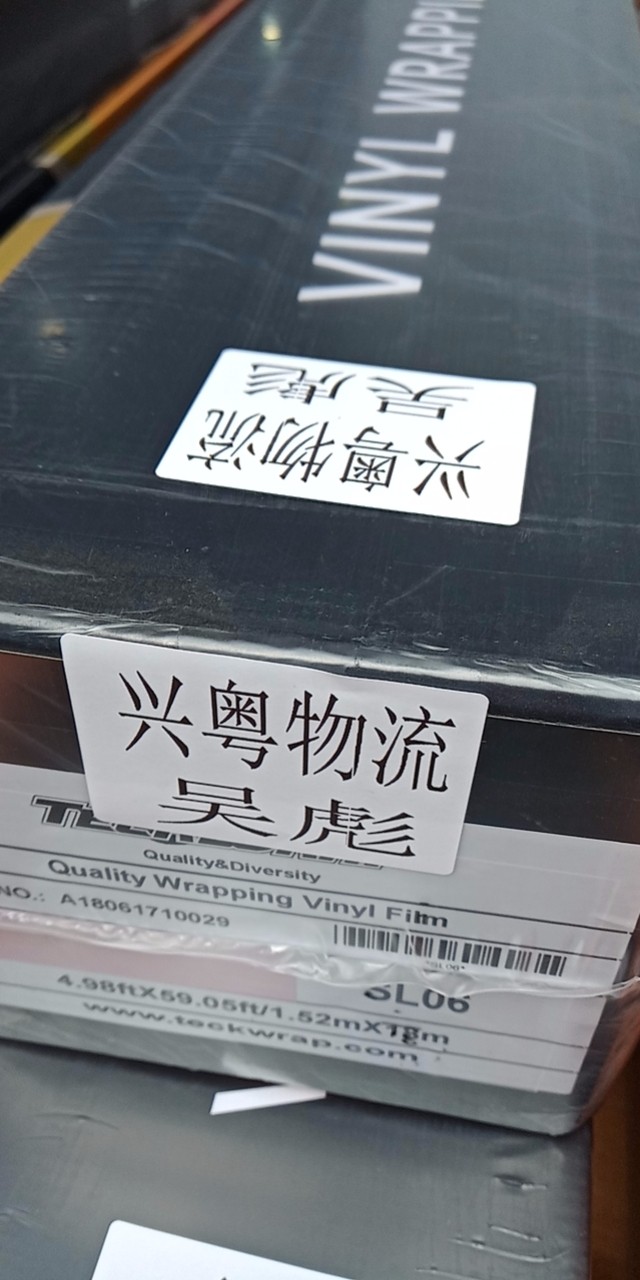 VINYL WRAPPI
兴粤物流
吴彪
兴粤物流
吴彪
Quality&Diversity
Quality Wrapping Vinyl Film
NO.: A18061710029
SL06
4.98ftX59.05ft/1.52mX18m
www.teckwrap.com